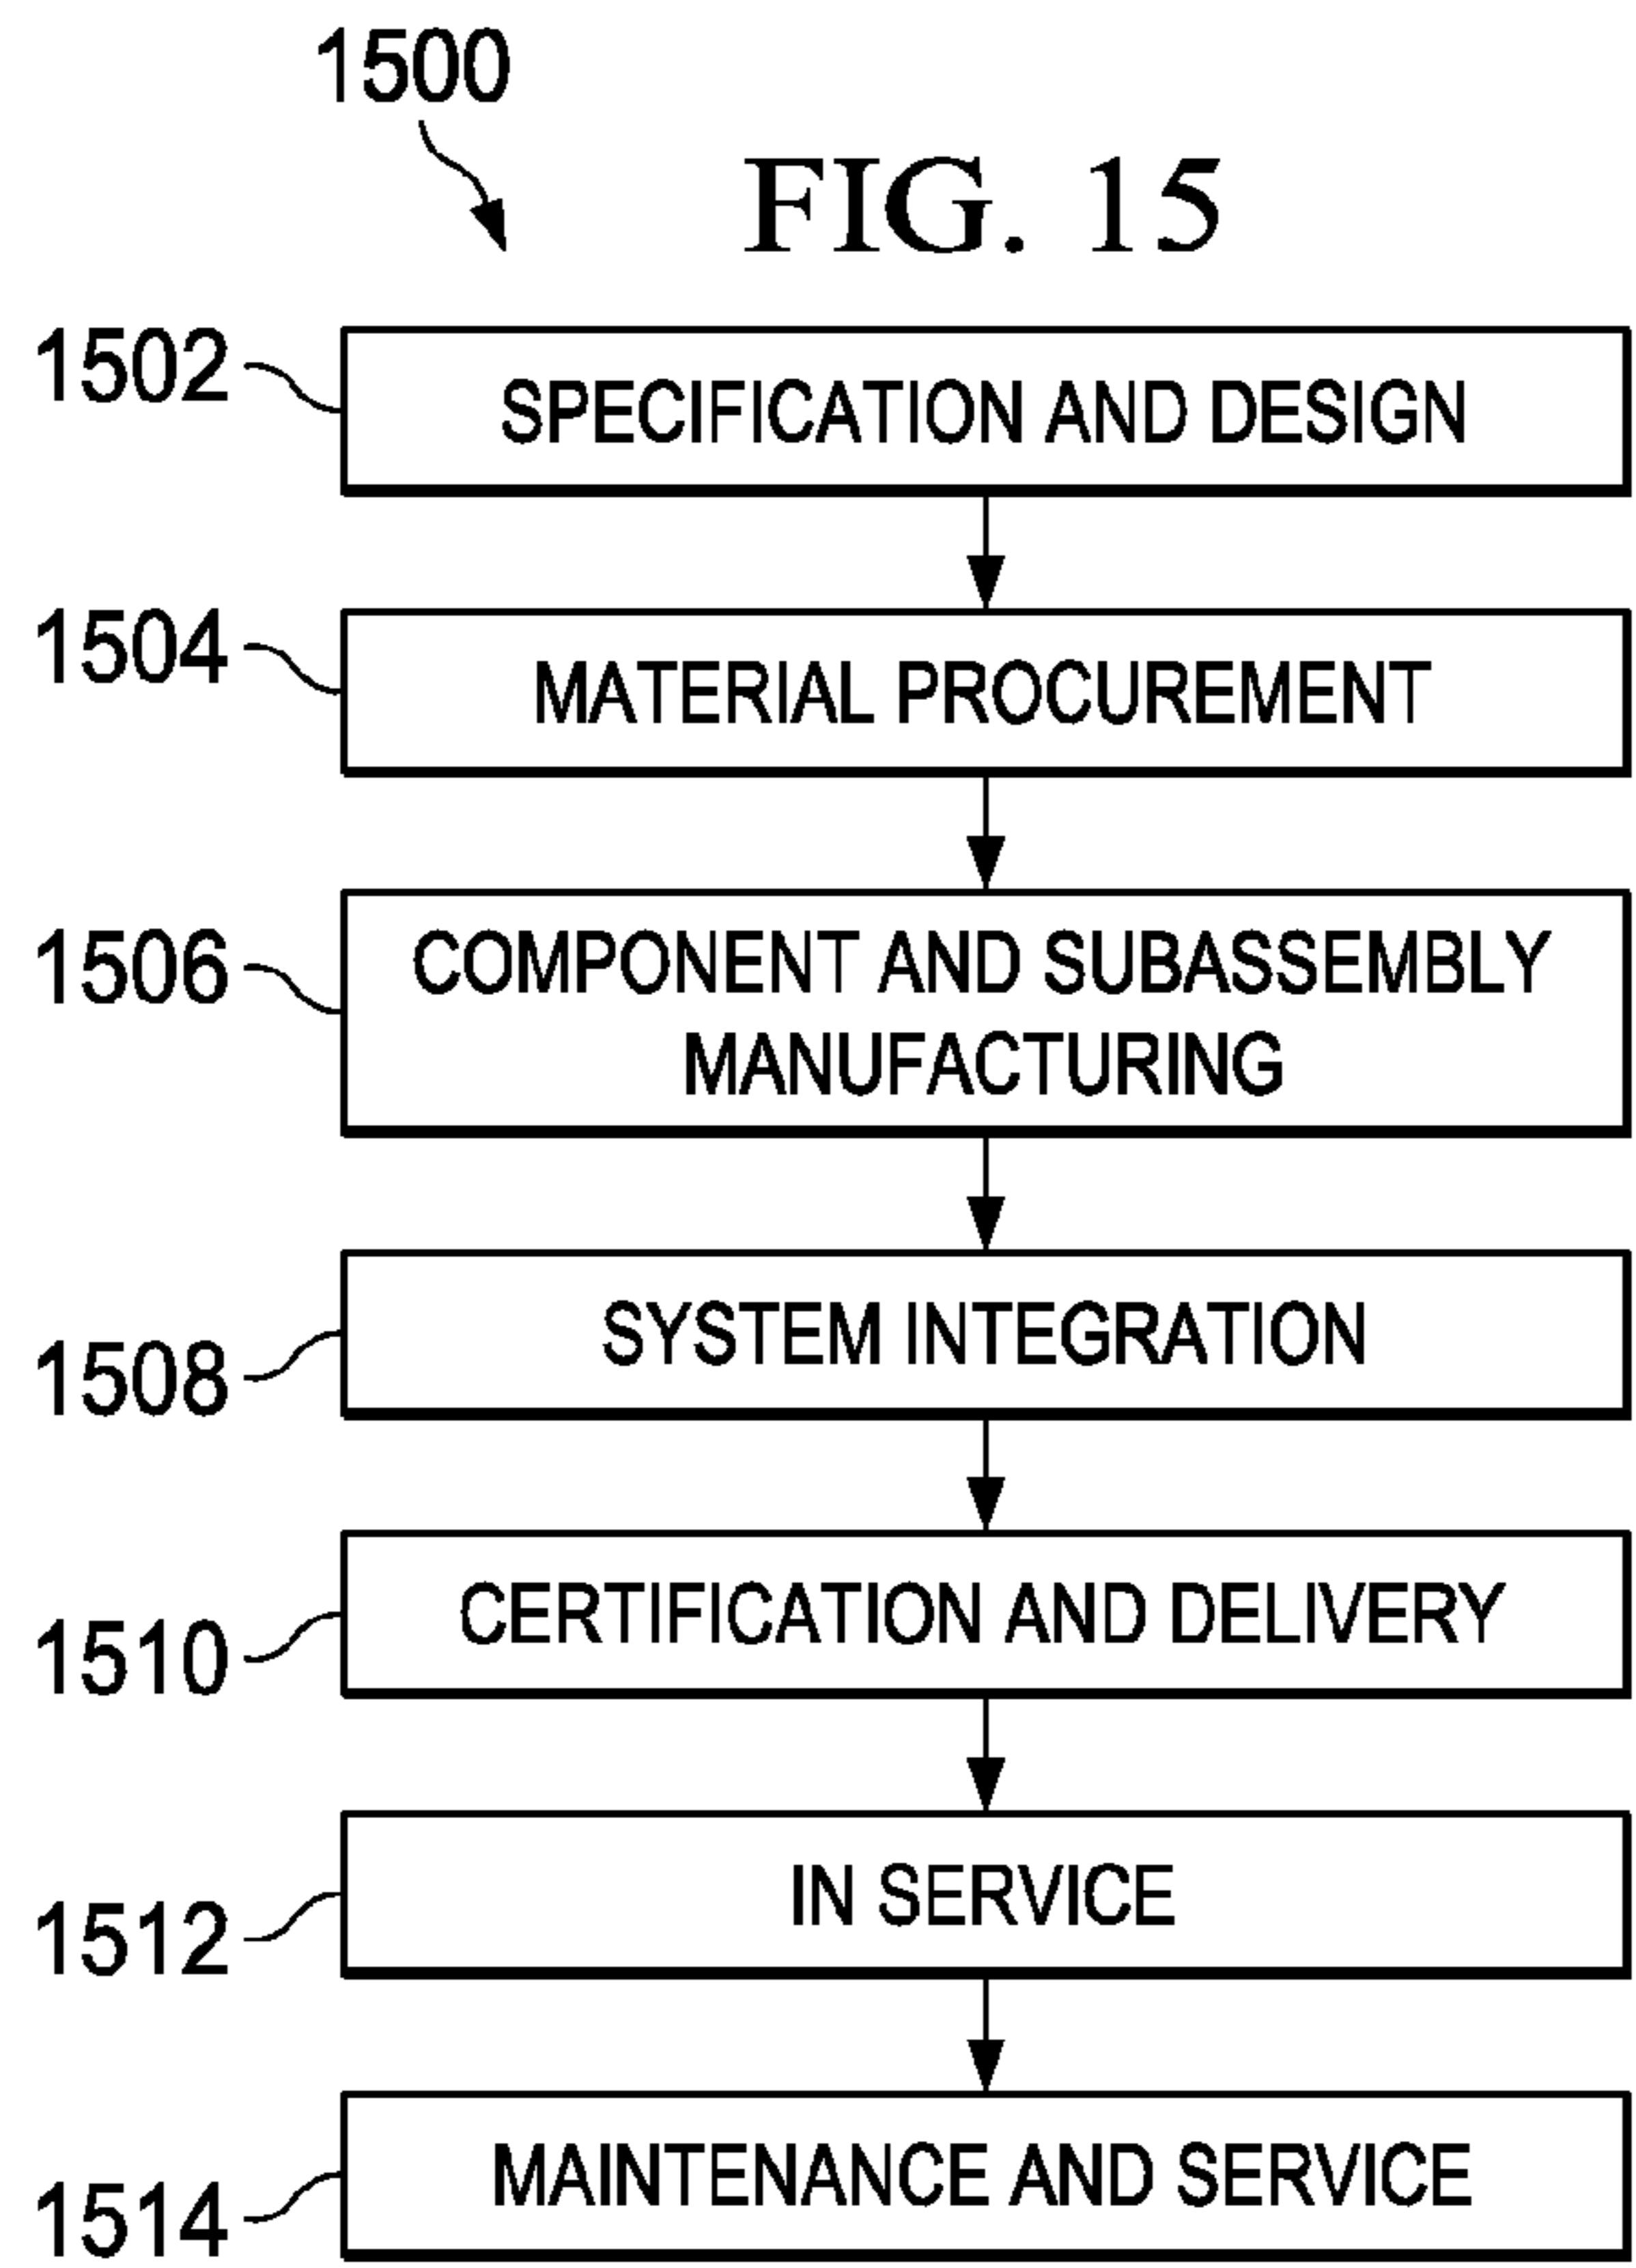 1500
FIG. 15
1502
SPECIFICATION AND DESIGN
1504
MATERIAL PROCUREMENT
1506
COMPONENT AND SUBASSEMBLY
MANUFACTURING
1508
SYSTEM INTEGRATION
1510
CERTIFICATION AND DELIVERY
1512
IN SERVICE
1514
MAINTENANCE AND SERVICE